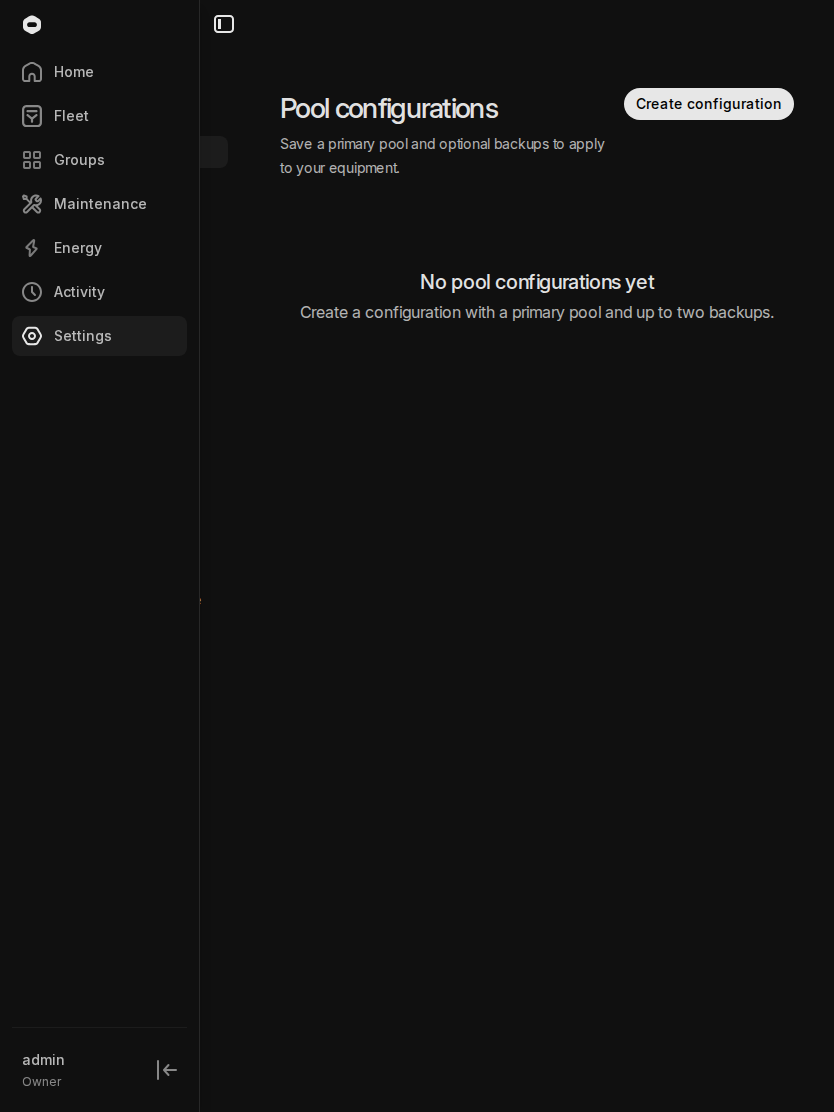 Home
Fleet
Groups
Maintenance
Energy
Activity
Settings
admin
Owner
Pool configurations
Create configuration
Save a primary pool and optional backups to apply
to your equipment.
No pool configurations yet
Create a configuration with a primary pool and up to two backups.